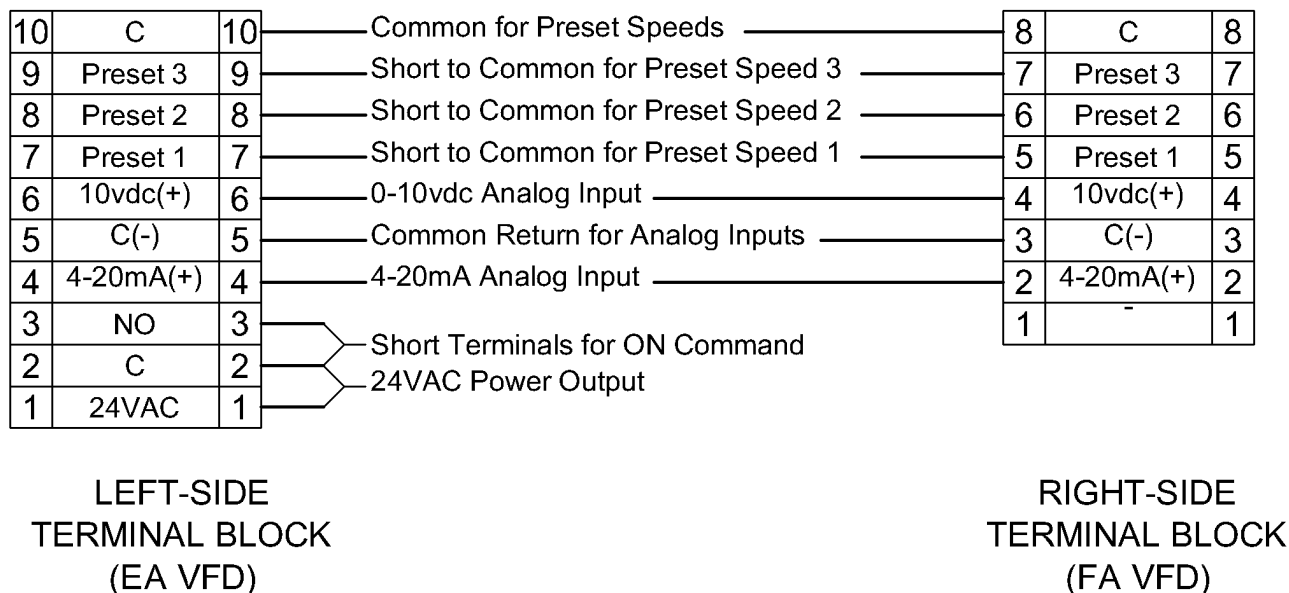 10 C 10 Common for Preset Speeds 8 C 8
9 Preset 3 9 Short to Common for Preset Speed 3 7 Preset 3 7
8 Preset 2 8 Short to Common for Preset Speed 2 6 Preset 2 6
7 Preset 1 7 Short to Common for Preset Speed 1 5 Preset 1 5
6 10vdc(+) 6 0-10vdc Analog Input 4 10vdc(+) 4
5 C(-) 5 Common Return for Analog Inputs 3 C(-) 3
4 4-20mA(+) 4 4-20mA Analog Input 2 4-20mA(+) 2
3 NO 3 1 - 1
Short Terminals for ON Command
2 C 2
24VAC Power Output
1 24VAC 1
LEFT-SIDE
TERMINAL BLOCK
(EA VFD)
RIGHT-SIDE
TERMINAL BLOCK
(FA VFD)